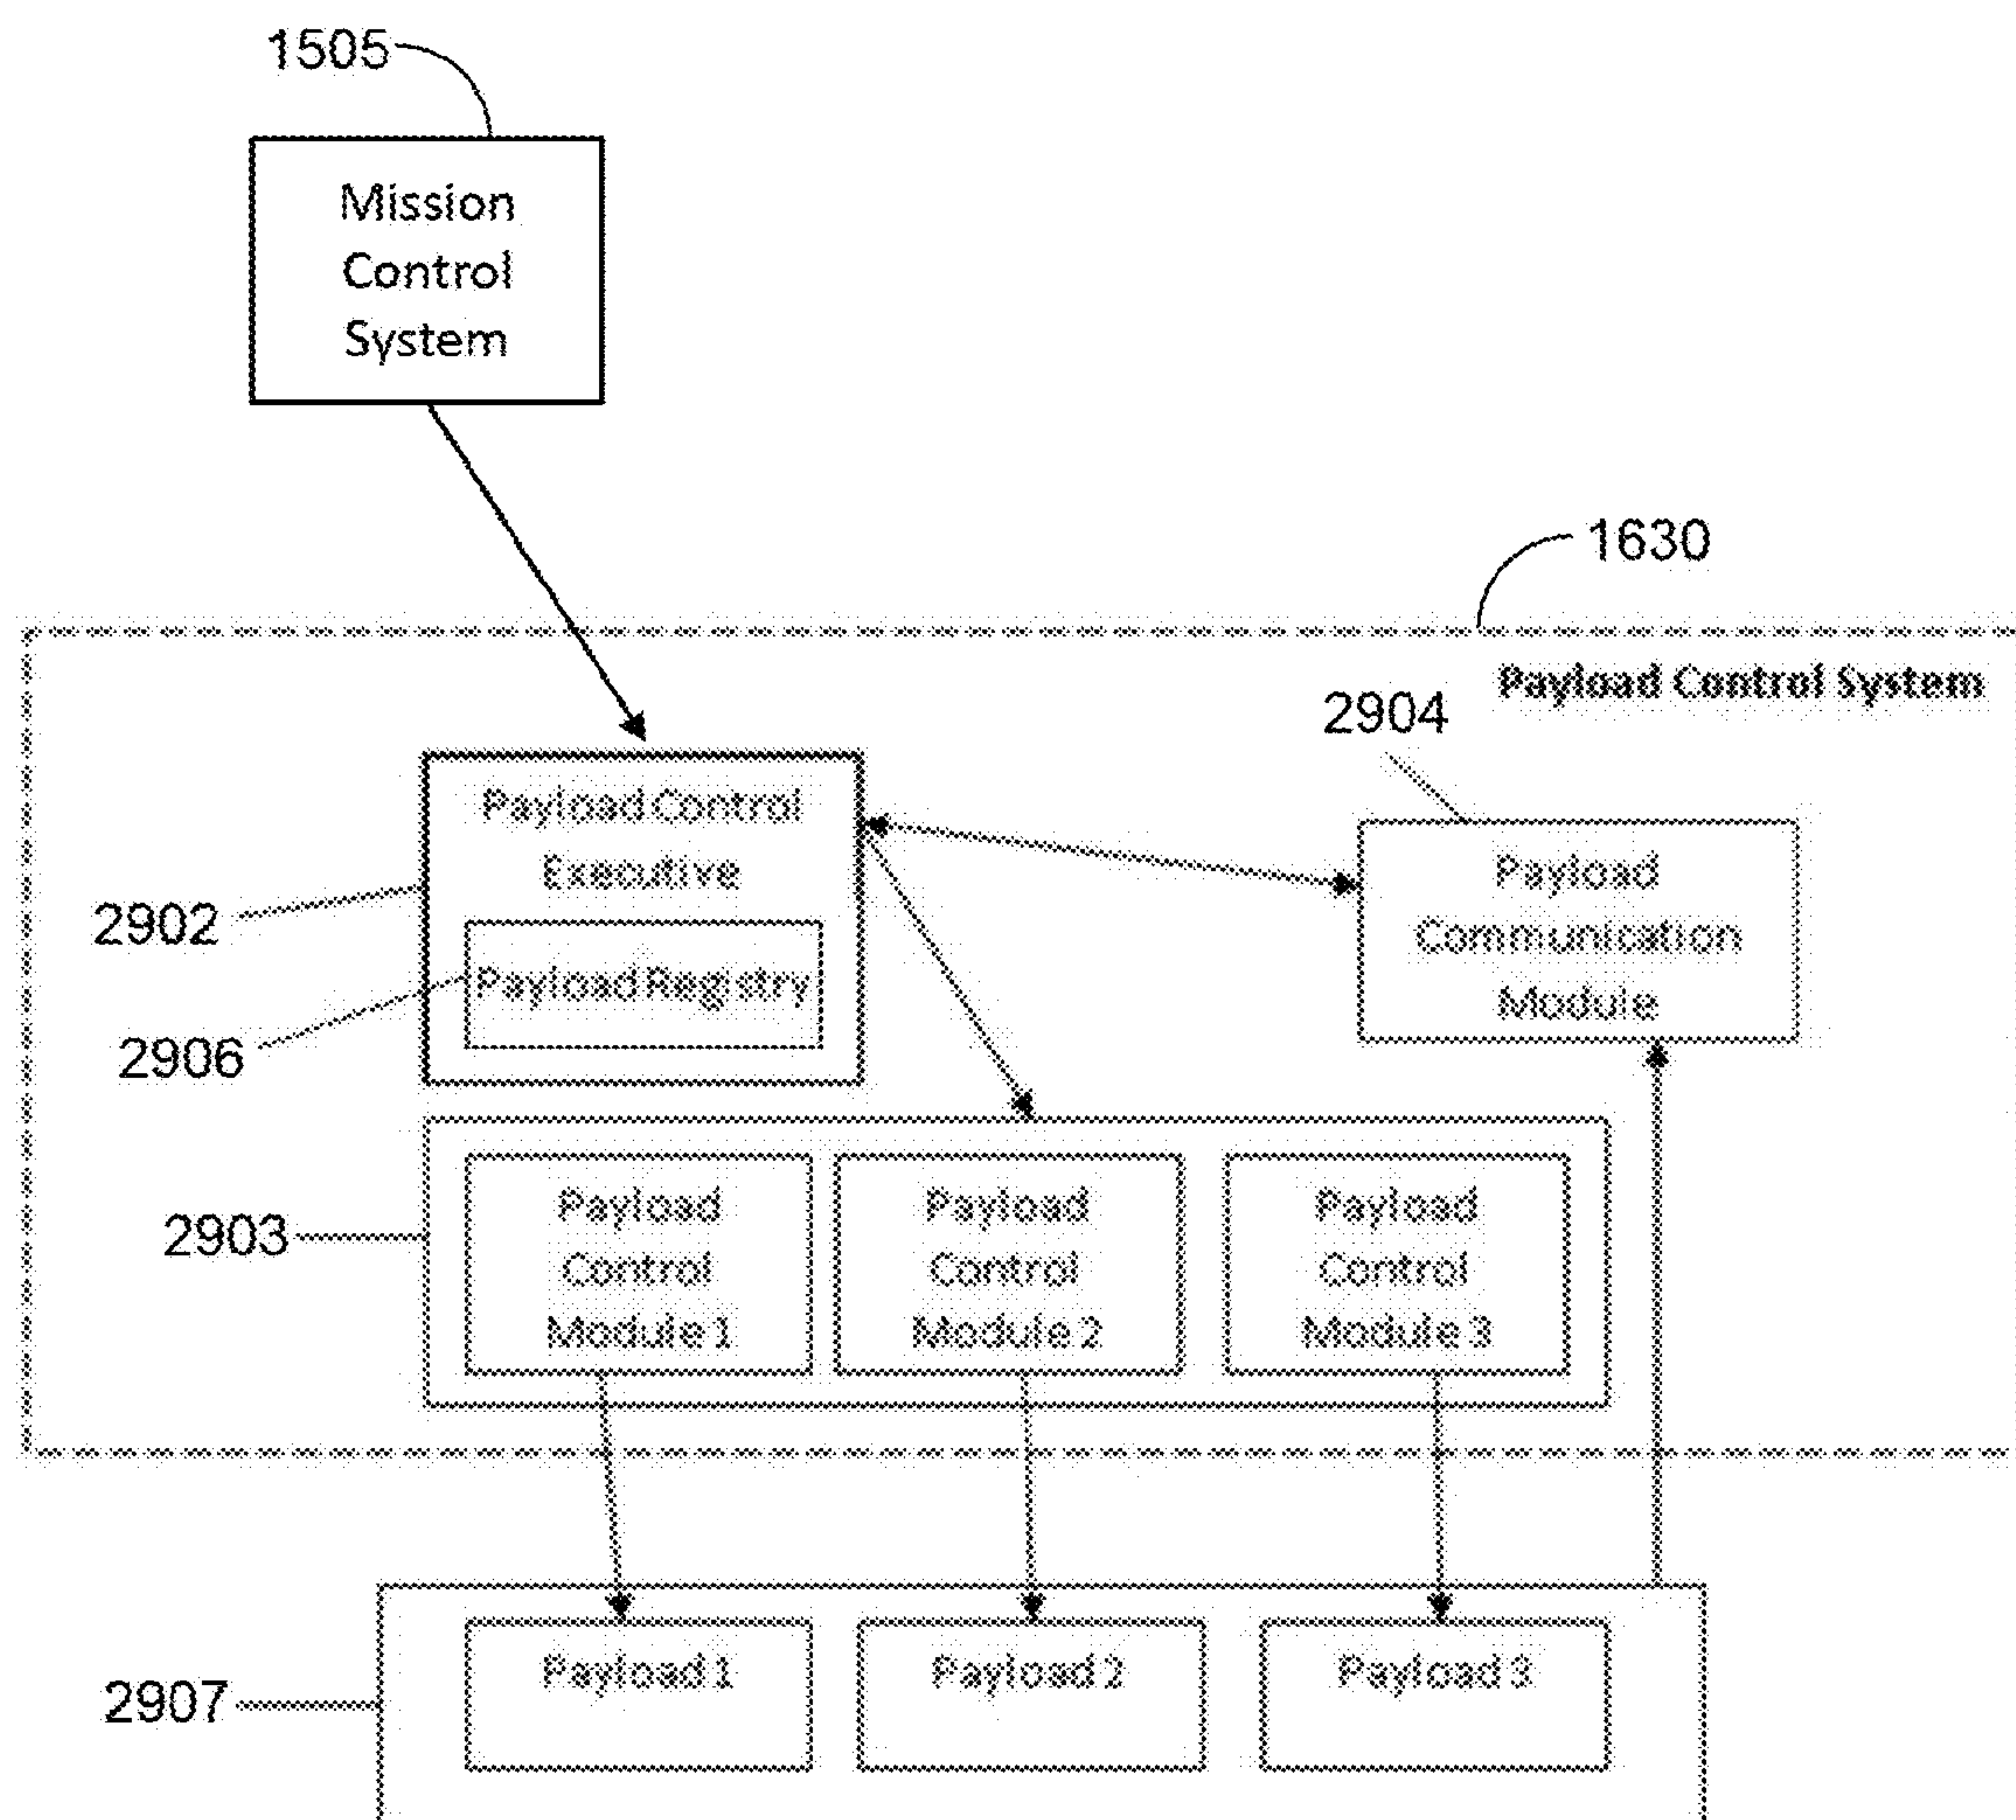 1505
Mission
Control
System
1630
Payload Control System
2904
Payload Control
Executive
Payload
Communication
Module
2902
Payload Registry
2906
2903
Payload
Control
Module 1
Payload
Control
Module 2
Payload
Control
Module 3
2907
Payload 1
Payload 2
Payload 3